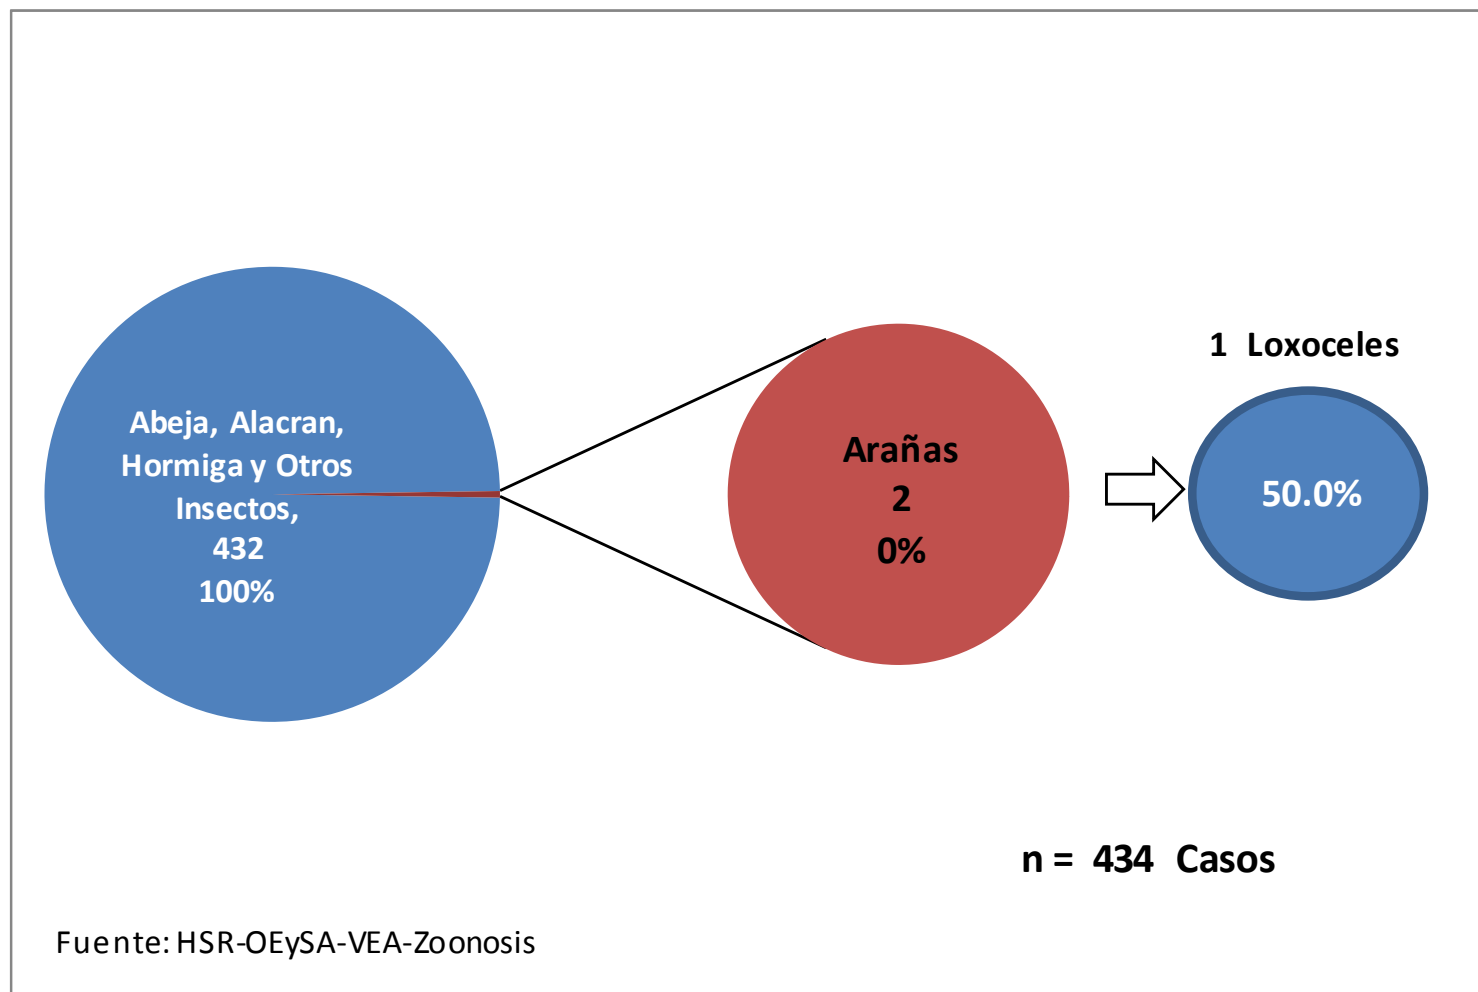 Abeja, Alacran,
Hormiga y Otros
Insectos,
432
100%
Arañas
2
0%
1 Loxoceles
50.0%
n = 434 Casos
Fuente: HSR-OEySA-VEA-Zoonosis